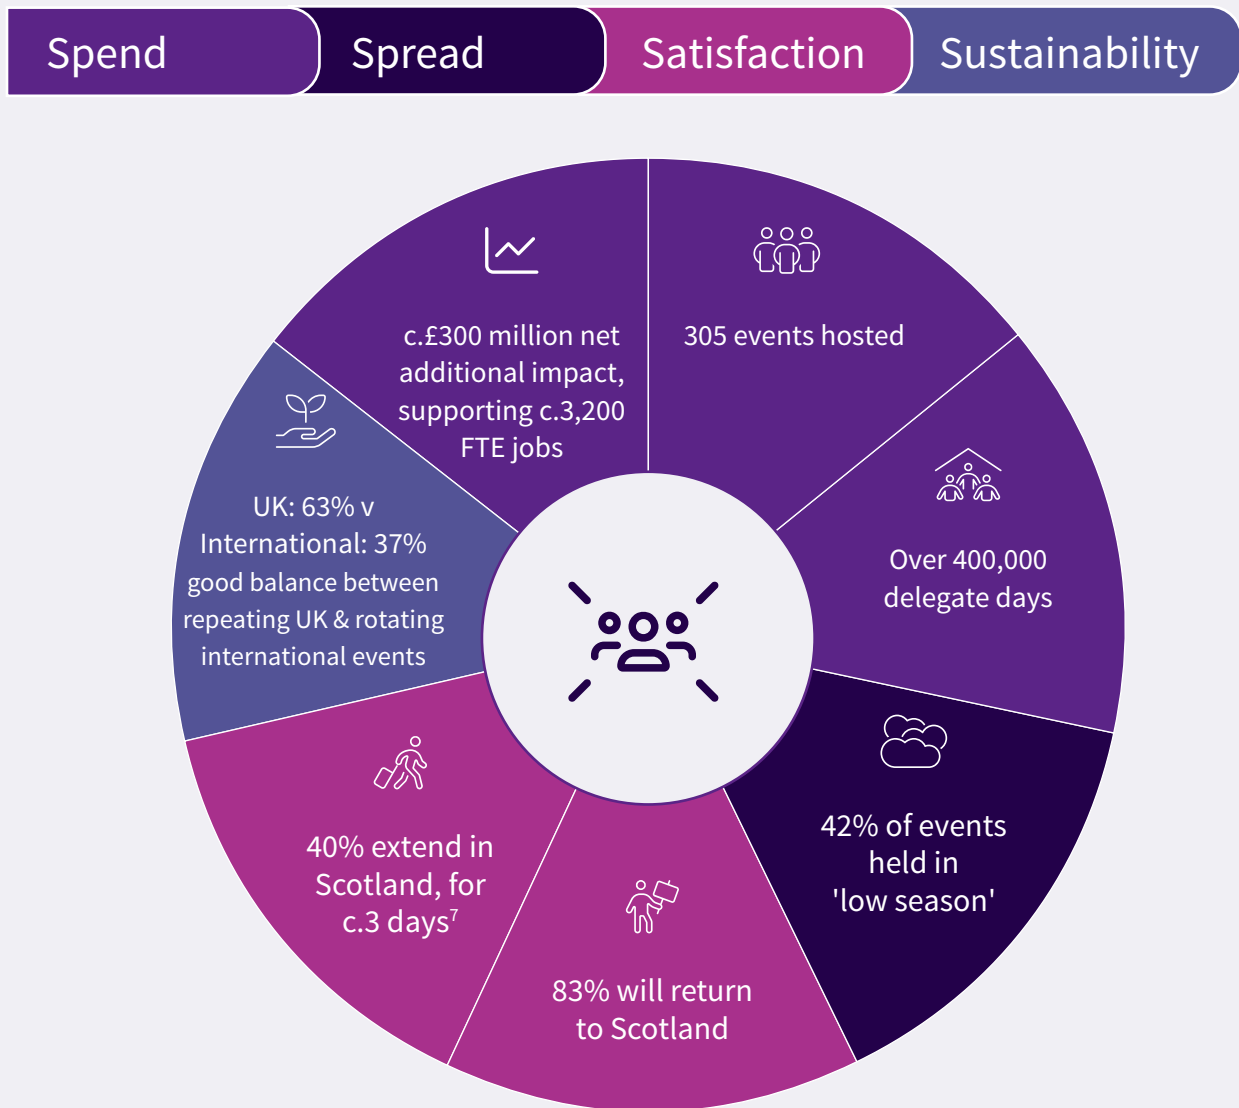 Spend
Spread
Satisfaction
Sustainability
c.£300 million net
additional impact,
supporting c.3,200
FTE jobs
305 events hosted
Over 400,000
delegate days
42% of events
held in
'low season'
83% will return
to Scotland
40% extend in
Scotland, for
c.3 days⁷
UK: 63% v
International: 37%
good balance between
repeating UK & rotating
international events